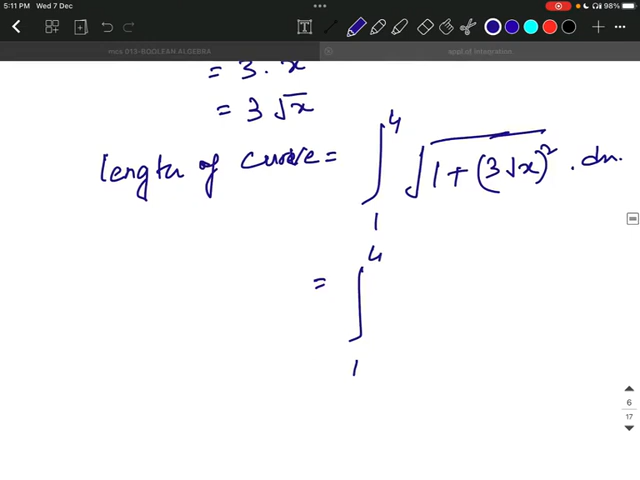 5:11 PM Wed 7 Dec
98%
mcs 013-BOOLEAN ALGEBRA
appl.of integration
= 3 · x
= 3 √x
length of curve = ∫₁⁴ √(1 + (3√x)²) . dx.
= ∫₁⁴
6
17